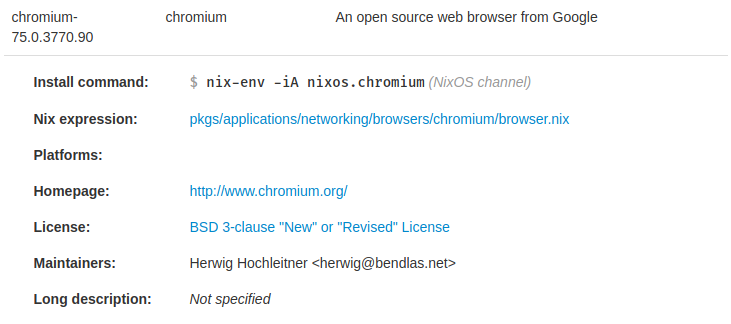 chromium- chromium An open source web browser from Google
75.0.3770.90
Install command: $ nix-env -iA nixos.chromium (NixOS channel)
Nix expression: pkgs/applications/networking/browsers/chromium/browser.nix
Platforms:
Homepage: http://www.chromium.org/
License: BSD 3-clause "New" or "Revised" License
Maintainers: Herwig Hochleitner <herwig@bendlas.net>
Long description: Not specified